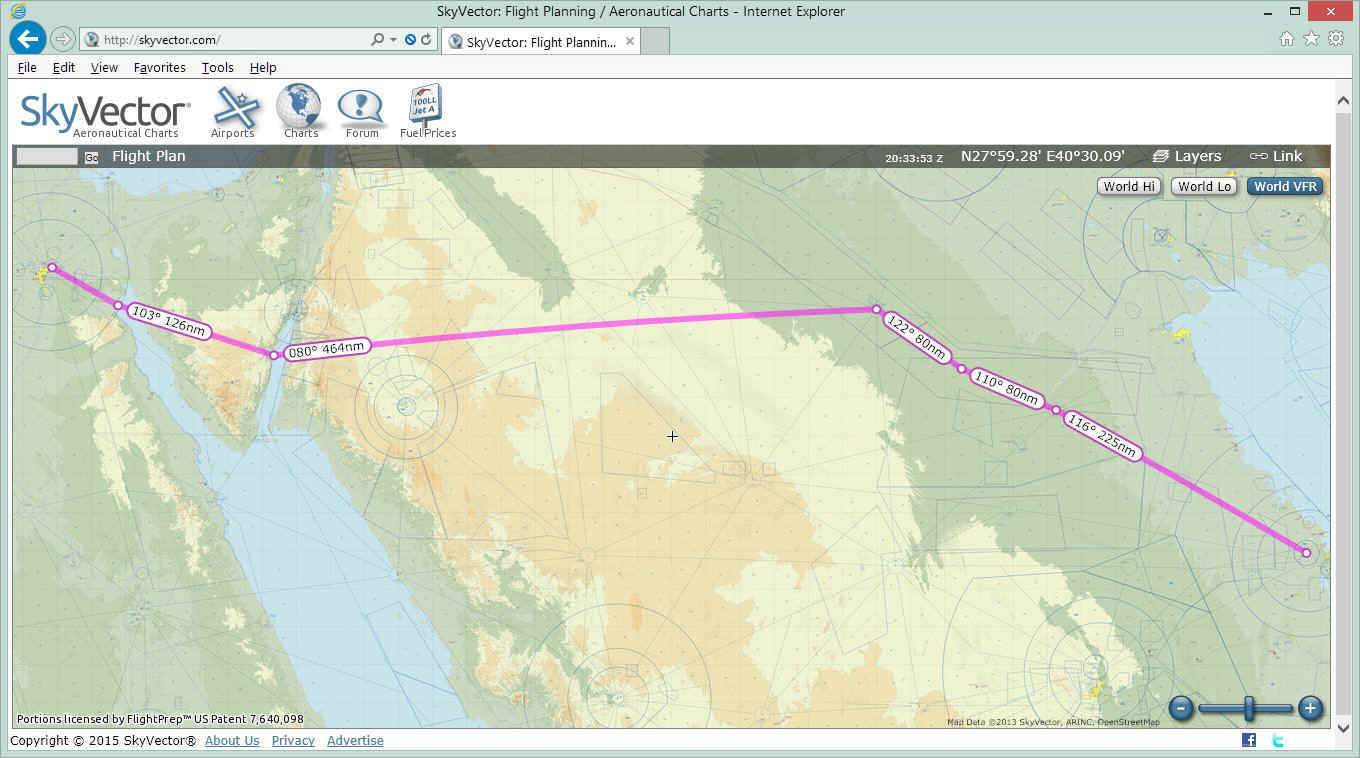 SkyVector: Flight Planning / Aeronautical Charts - Internet Explorer
http://skyvector.com/
SkyVector: Flight Plannin...
File Edit View Favorites Tools Help
SkyVector®
Aeronautical Charts
Airports
Charts
Forum
100LL
Jet A
Fuel Prices
Go
Flight Plan
20:33:53 Z
N27°59.28' E40°30.09'
Layers
Link
World Hi
World Lo
World VFR
103° 126nm
080° 464nm
122° 80nm
110° 80nm
116° 225nm
Portions licensed by FlightPrep™ US Patent 7,640,098
Map Data ©2013 SkyVector, ARINC, OpenStreetMap
Copyright © 2015 SkyVector® About Us Privacy Advertise